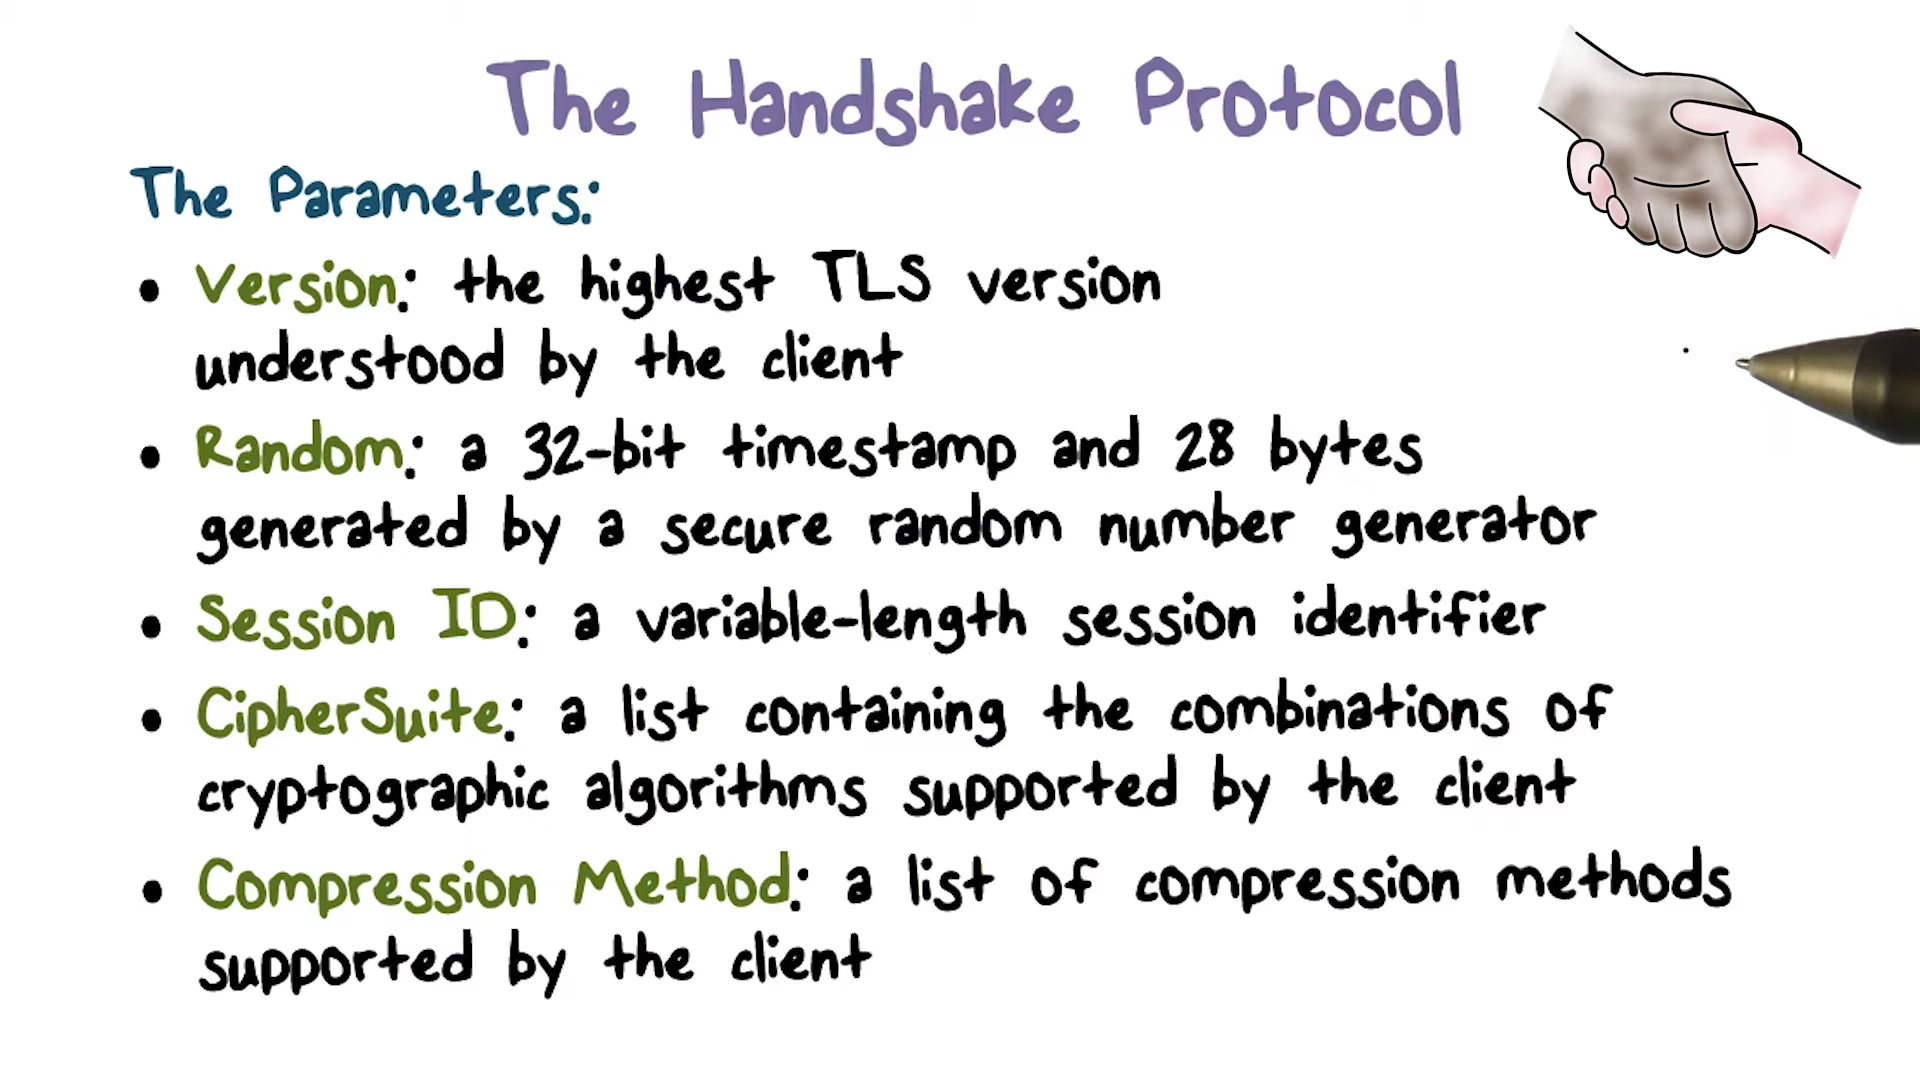 The Handshake Protocol
The Parameters:
• Version: the highest TLS version
understood by the client
• Random: a 32-bit timestamp and 28 bytes
generated by a secure random number generator
• Session ID: a variable-length session identifier
• CipherSuite: a list containing the combinations of
cryptographic algorithms supported by the client
• Compression Method: a list of compression methods
supported by the client